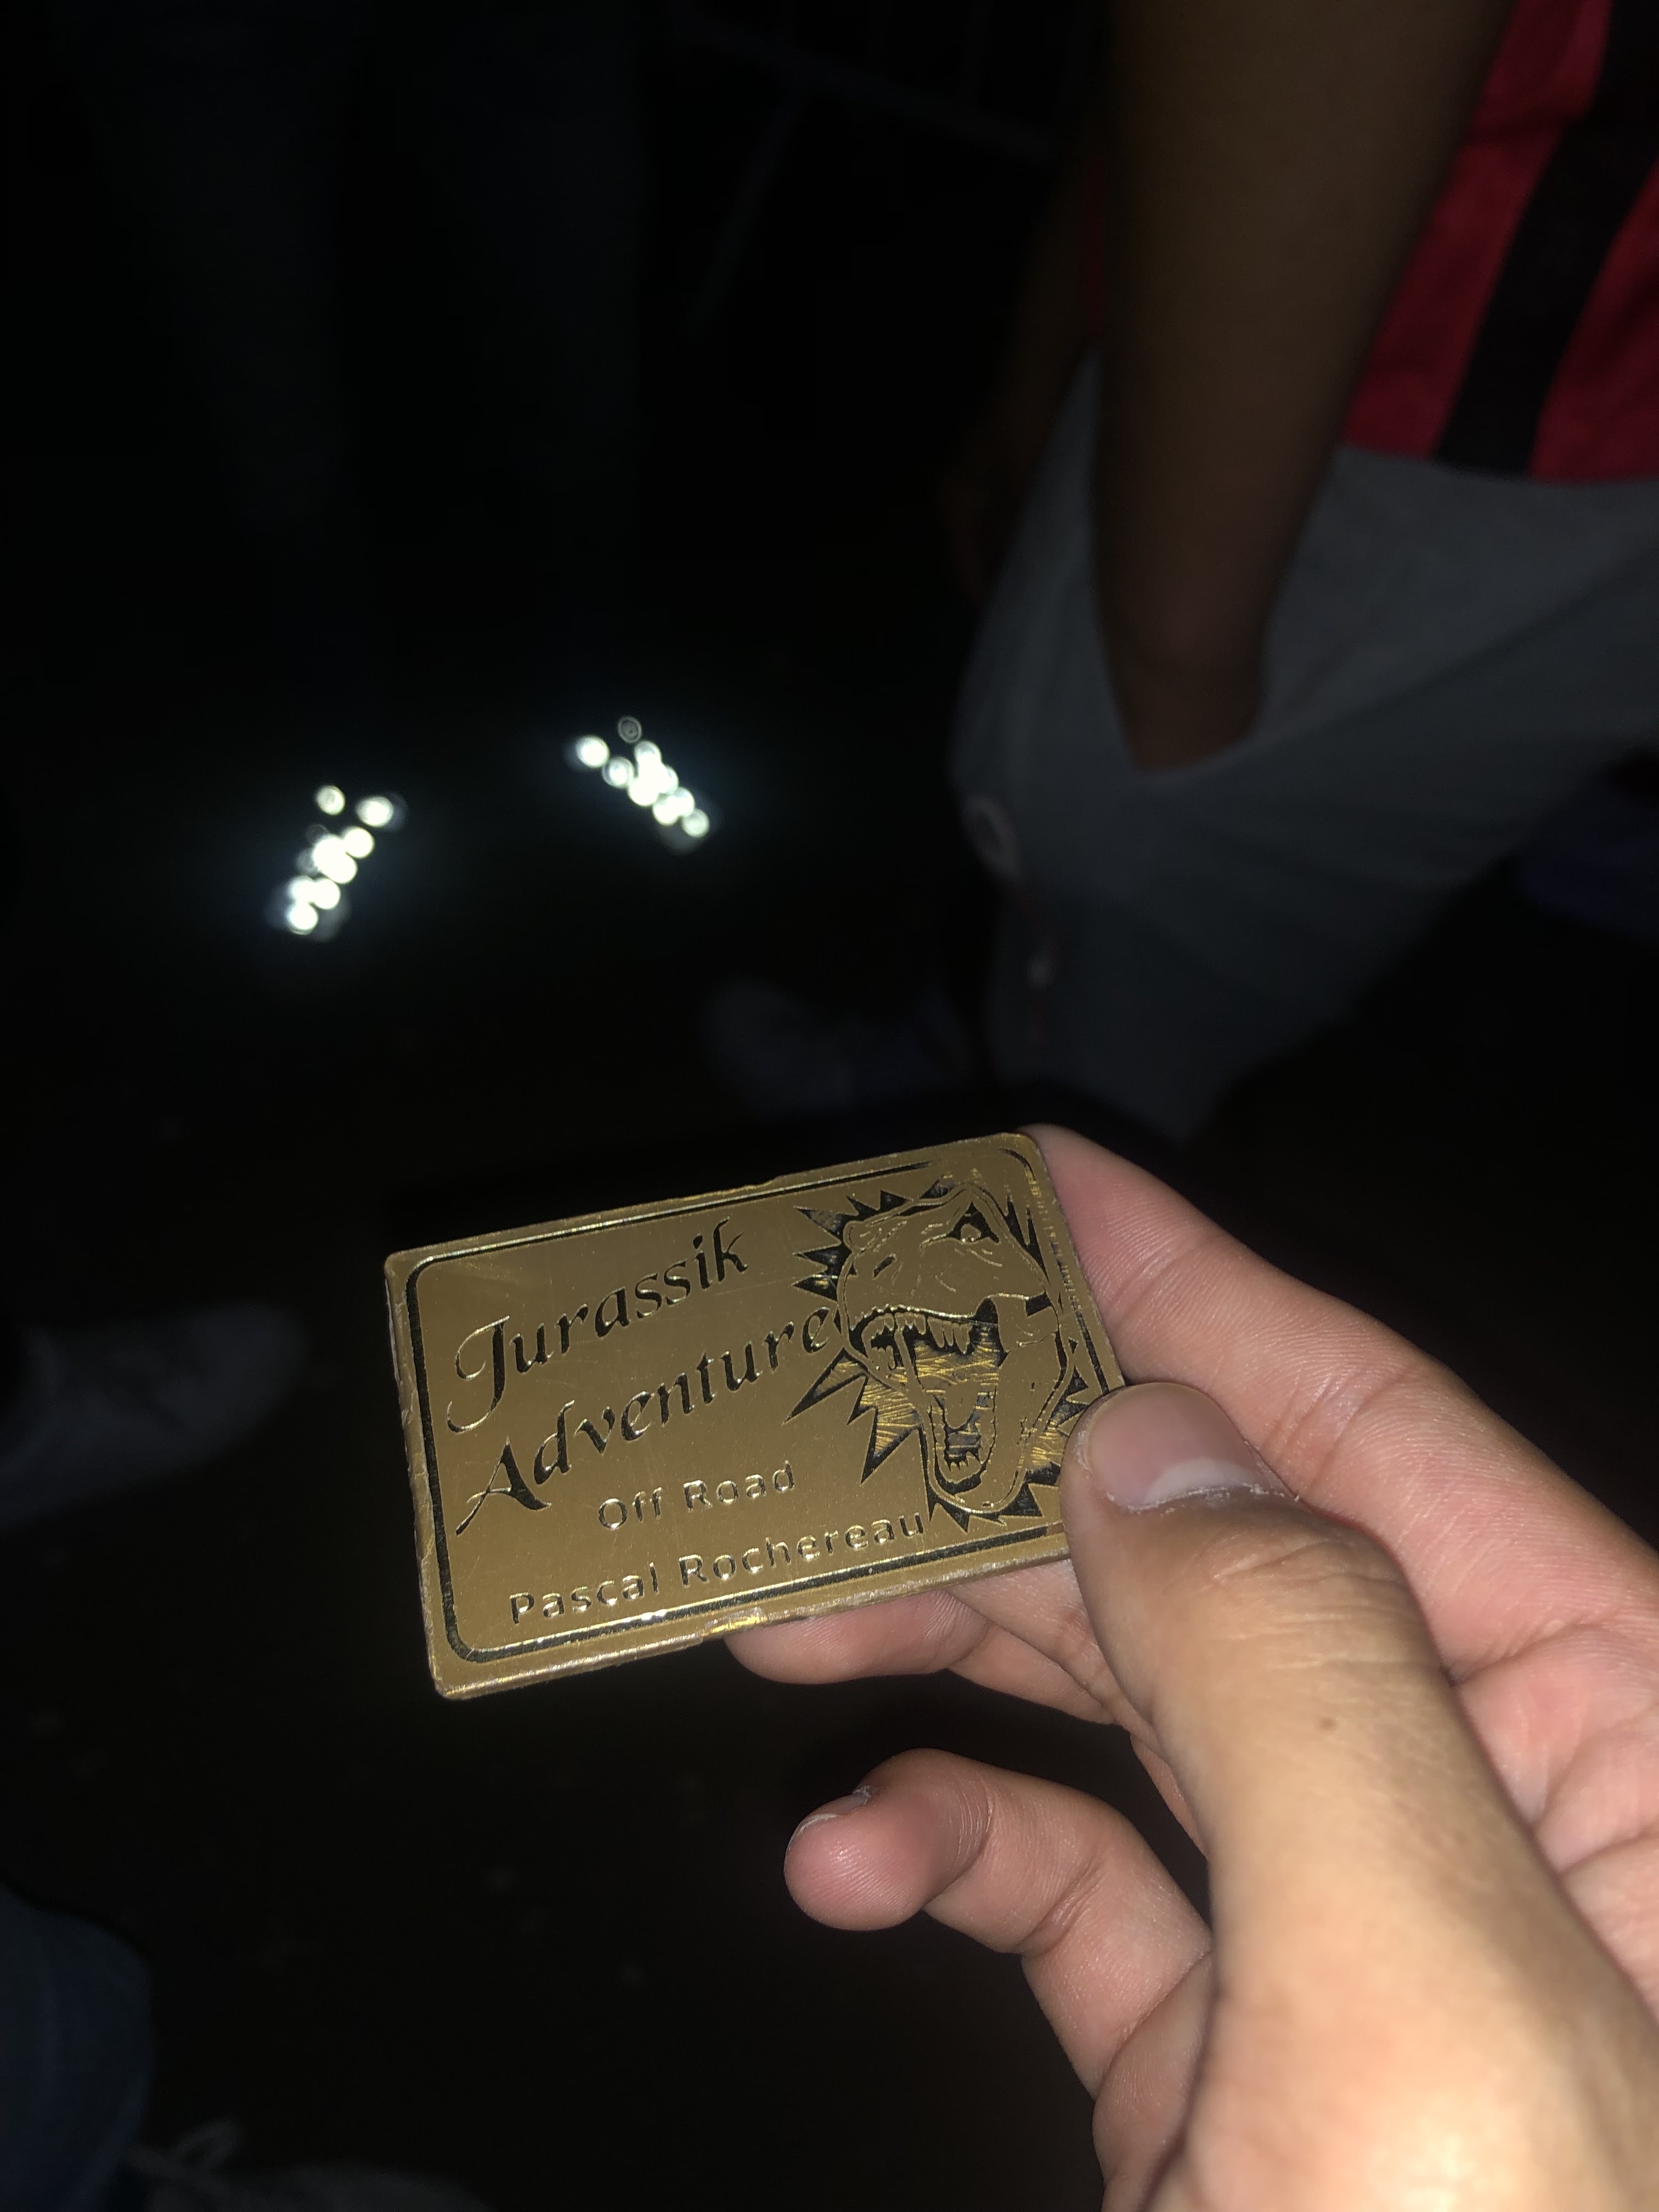 Jurassik
Adventure
Off Road
Pascal Rochereau